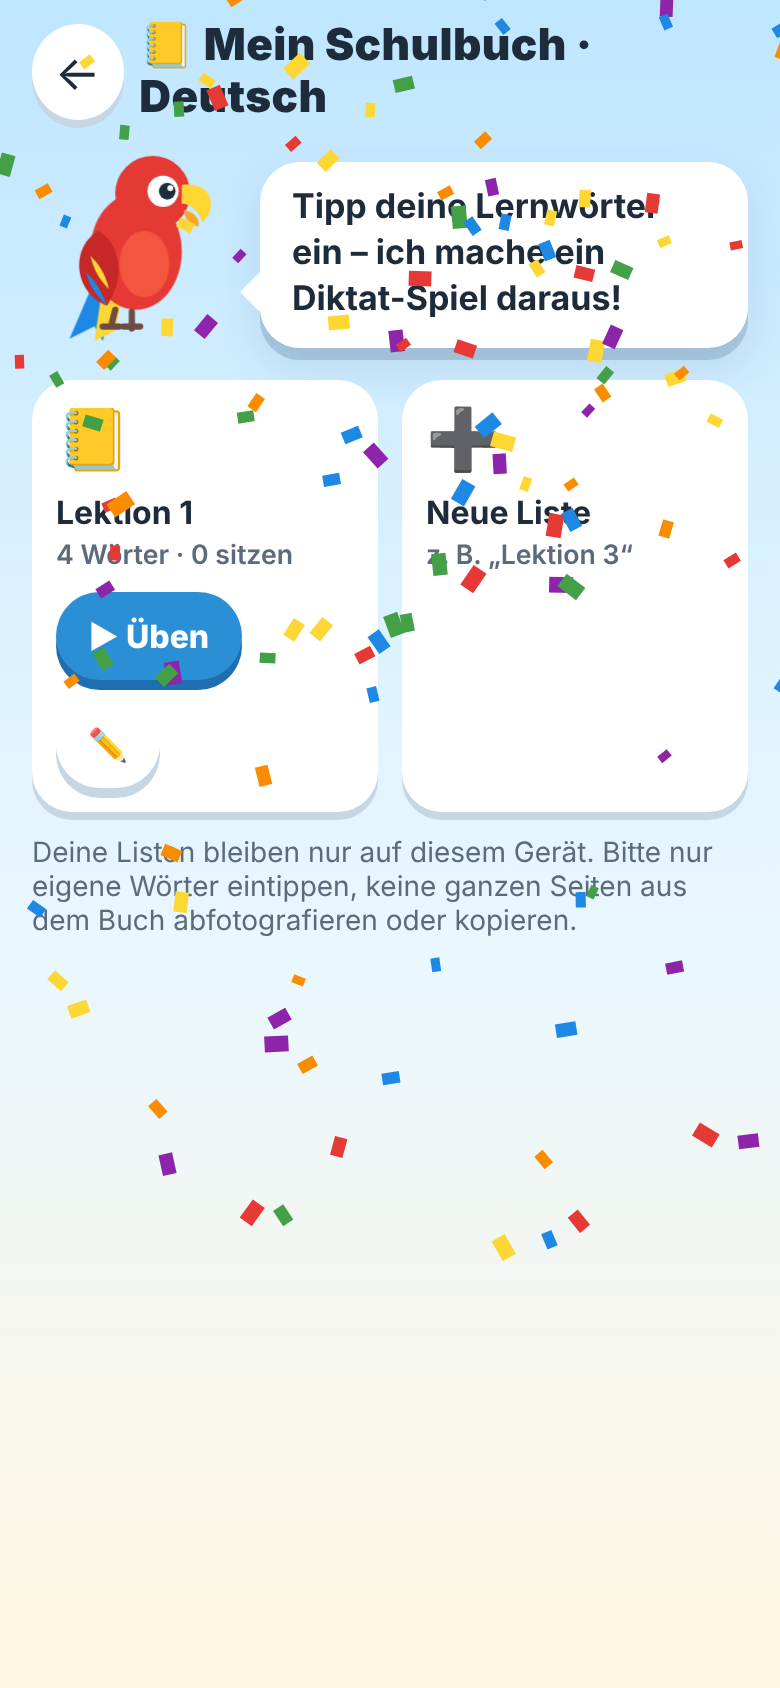 Mein Schulbuch ·
Deutsch
Tipp deine Lernwörter
ein – ich mache ein
Diktat-Spiel daraus!
Lektion 1
4 Wörter · 0 sitzen
Üben
Neue Liste
z. B. „Lektion 3“
Deine Listen bleiben nur auf diesem Gerät. Bitte nur
eigene Wörter eintippen, keine ganzen Seiten aus
dem Buch abfotografieren oder kopieren.